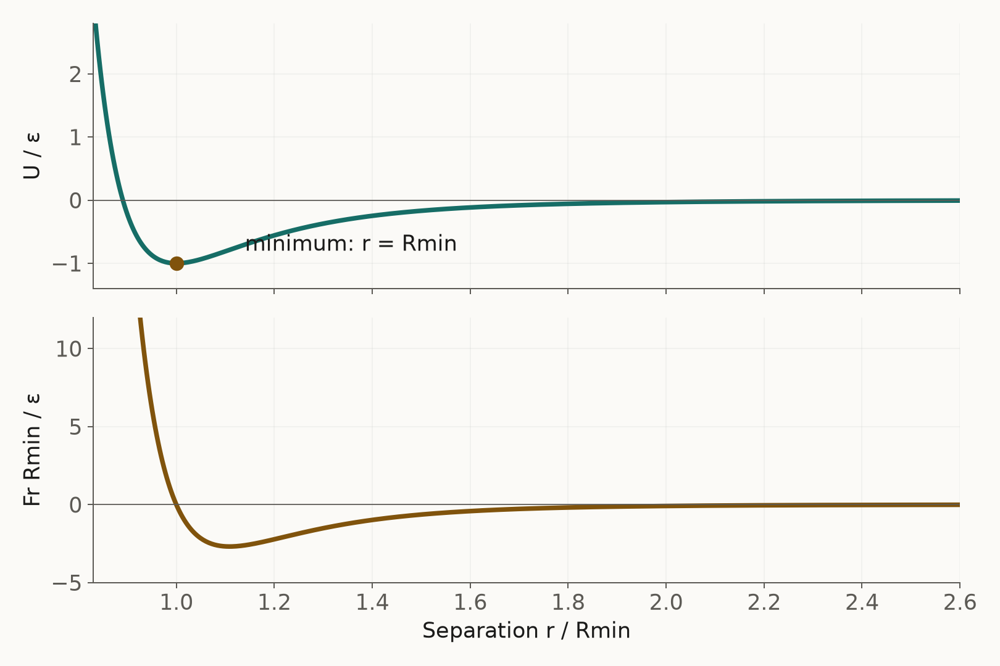 2
1
0
−1
U / ε
minimum: r = Rmin
10
5
0
−5
Fr Rmin / ε
1.0 1.2 1.4 1.6 1.8 2.0 2.2 2.4 2.6
Separation r / Rmin